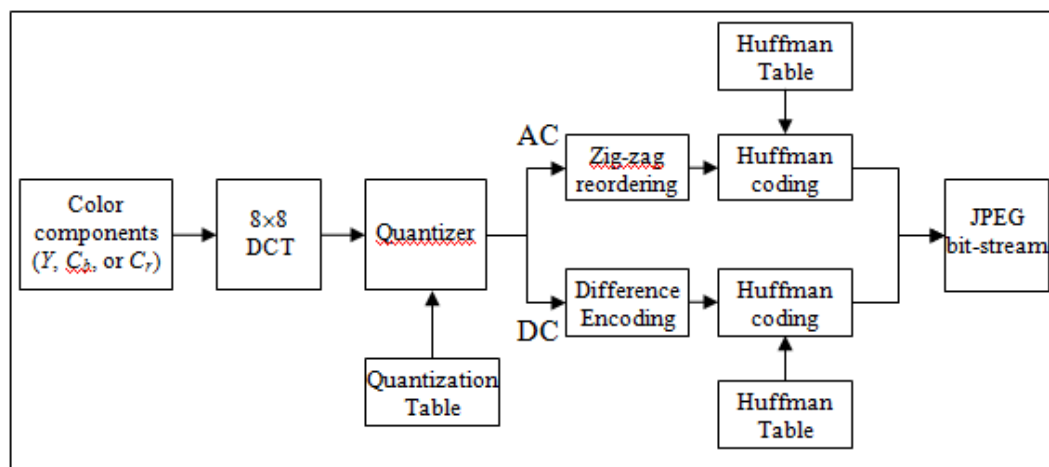 Huffman
Table
AC
Zig-zag
reordering
Huffman
coding
Color
components
(Y, Cb, or Cr)
8×8
DCT
Quantizer
JPEG
bit-stream
Difference
Encoding
Huffman
coding
DC
Quantization
Table
Huffman
Table